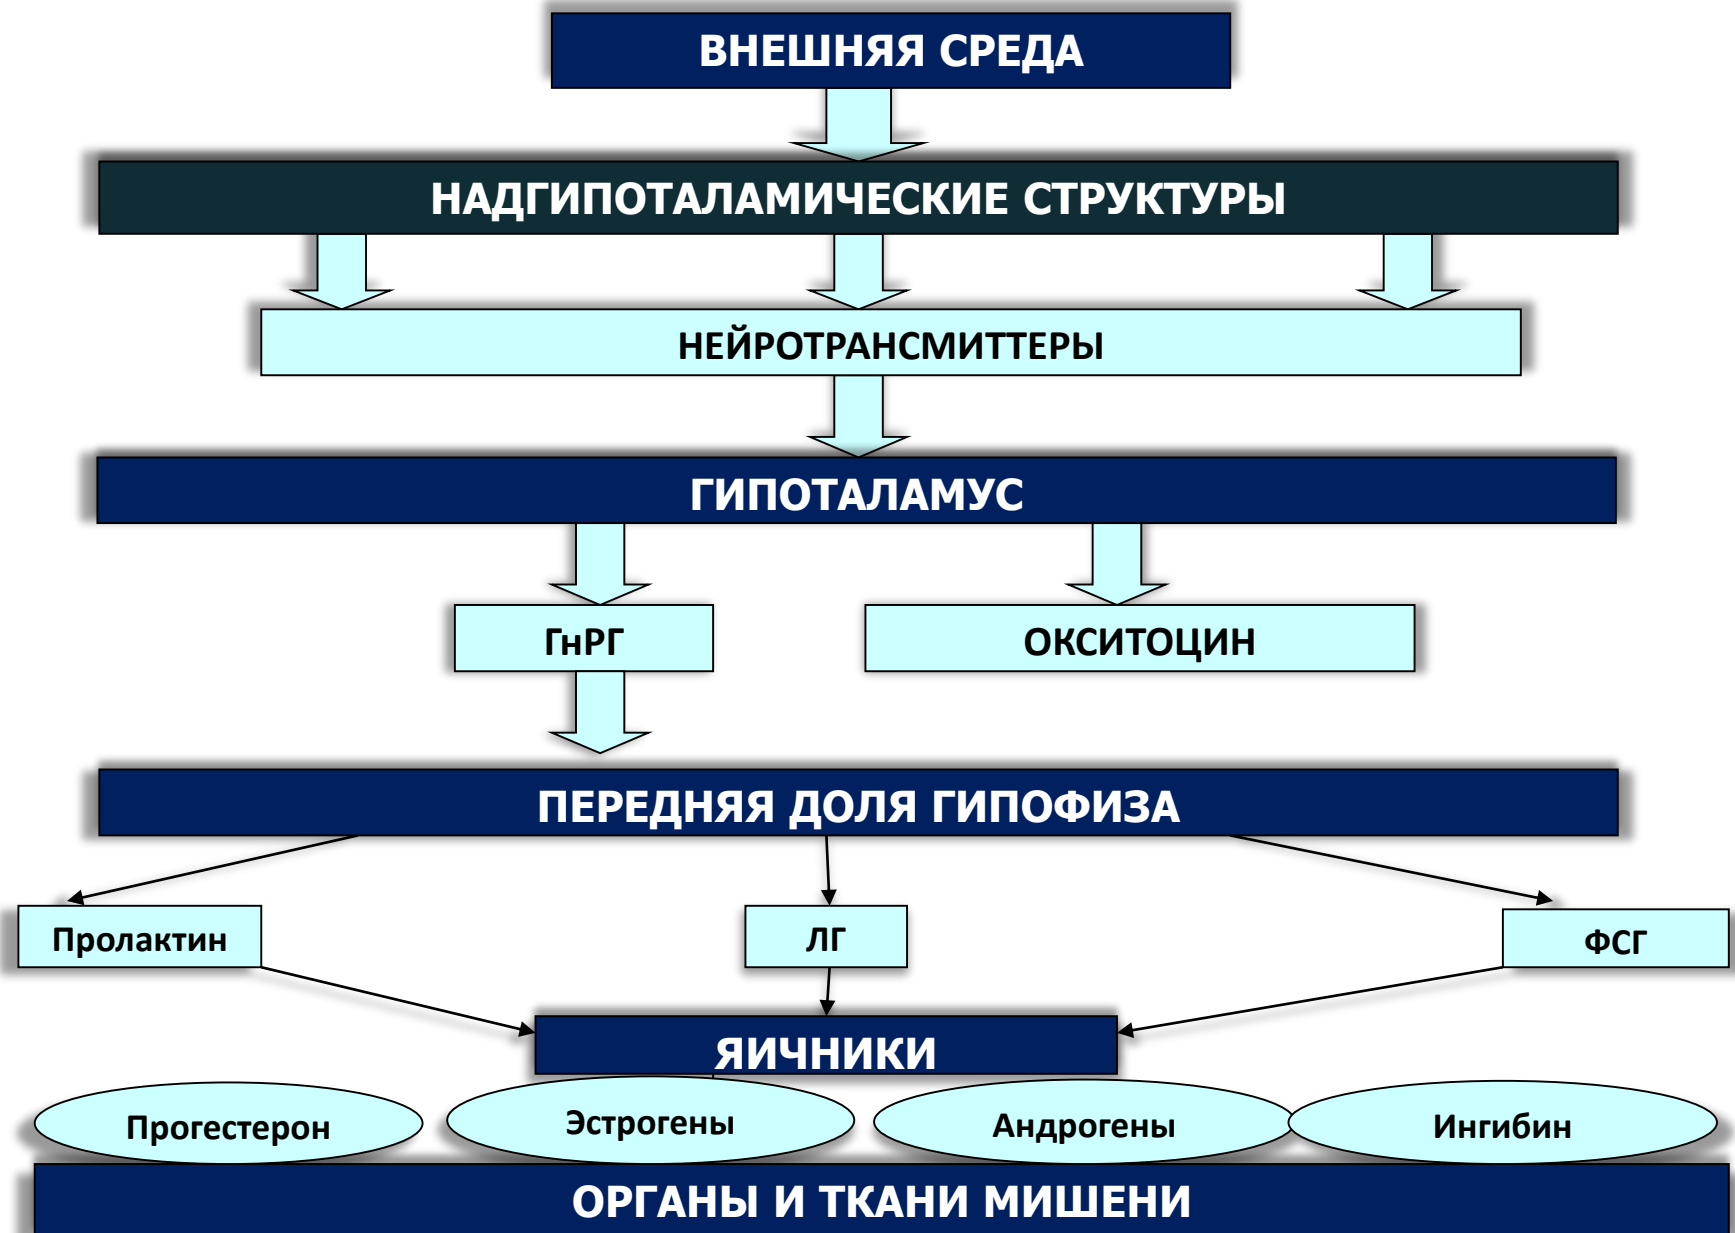 ВНЕШНЯЯ СРЕДА
НАДГИПОТАЛАМИЧЕСКИЕ СТРУКТУРЫ
НЕЙРОТРАНСМИТТЕРЫ
ГИПОТАЛАМУС
ГнРГ
ОКСИТОЦИН
ПЕРЕДНЯЯ ДОЛЯ ГИПОФИЗА
Пролактин
ЛГ
ФСГ
ЯИЧНИКИ
Прогестерон
Эстрогены
Андрогены
Ингибин
ОРГАНЫ И ТКАНИ МИШЕНИ